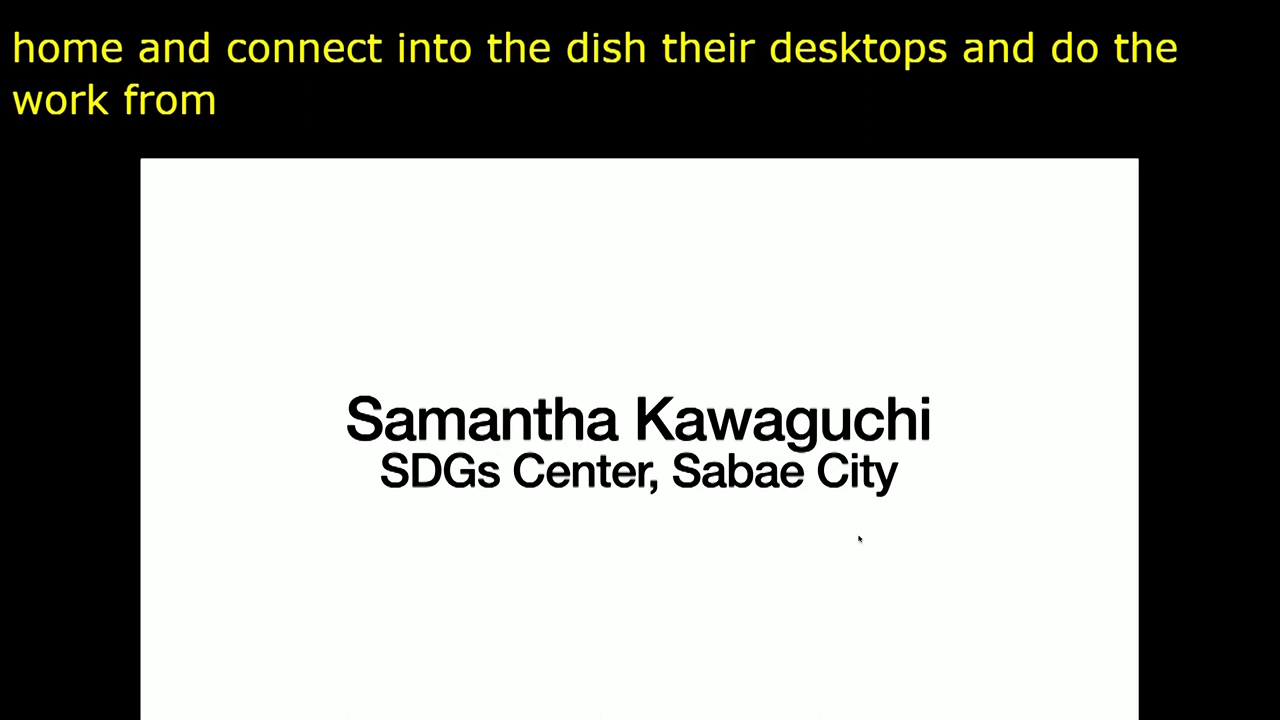 home and connect into the dish their desktops and do the
work from
Samantha Kawaguchi
SDGs Center, Sabae City